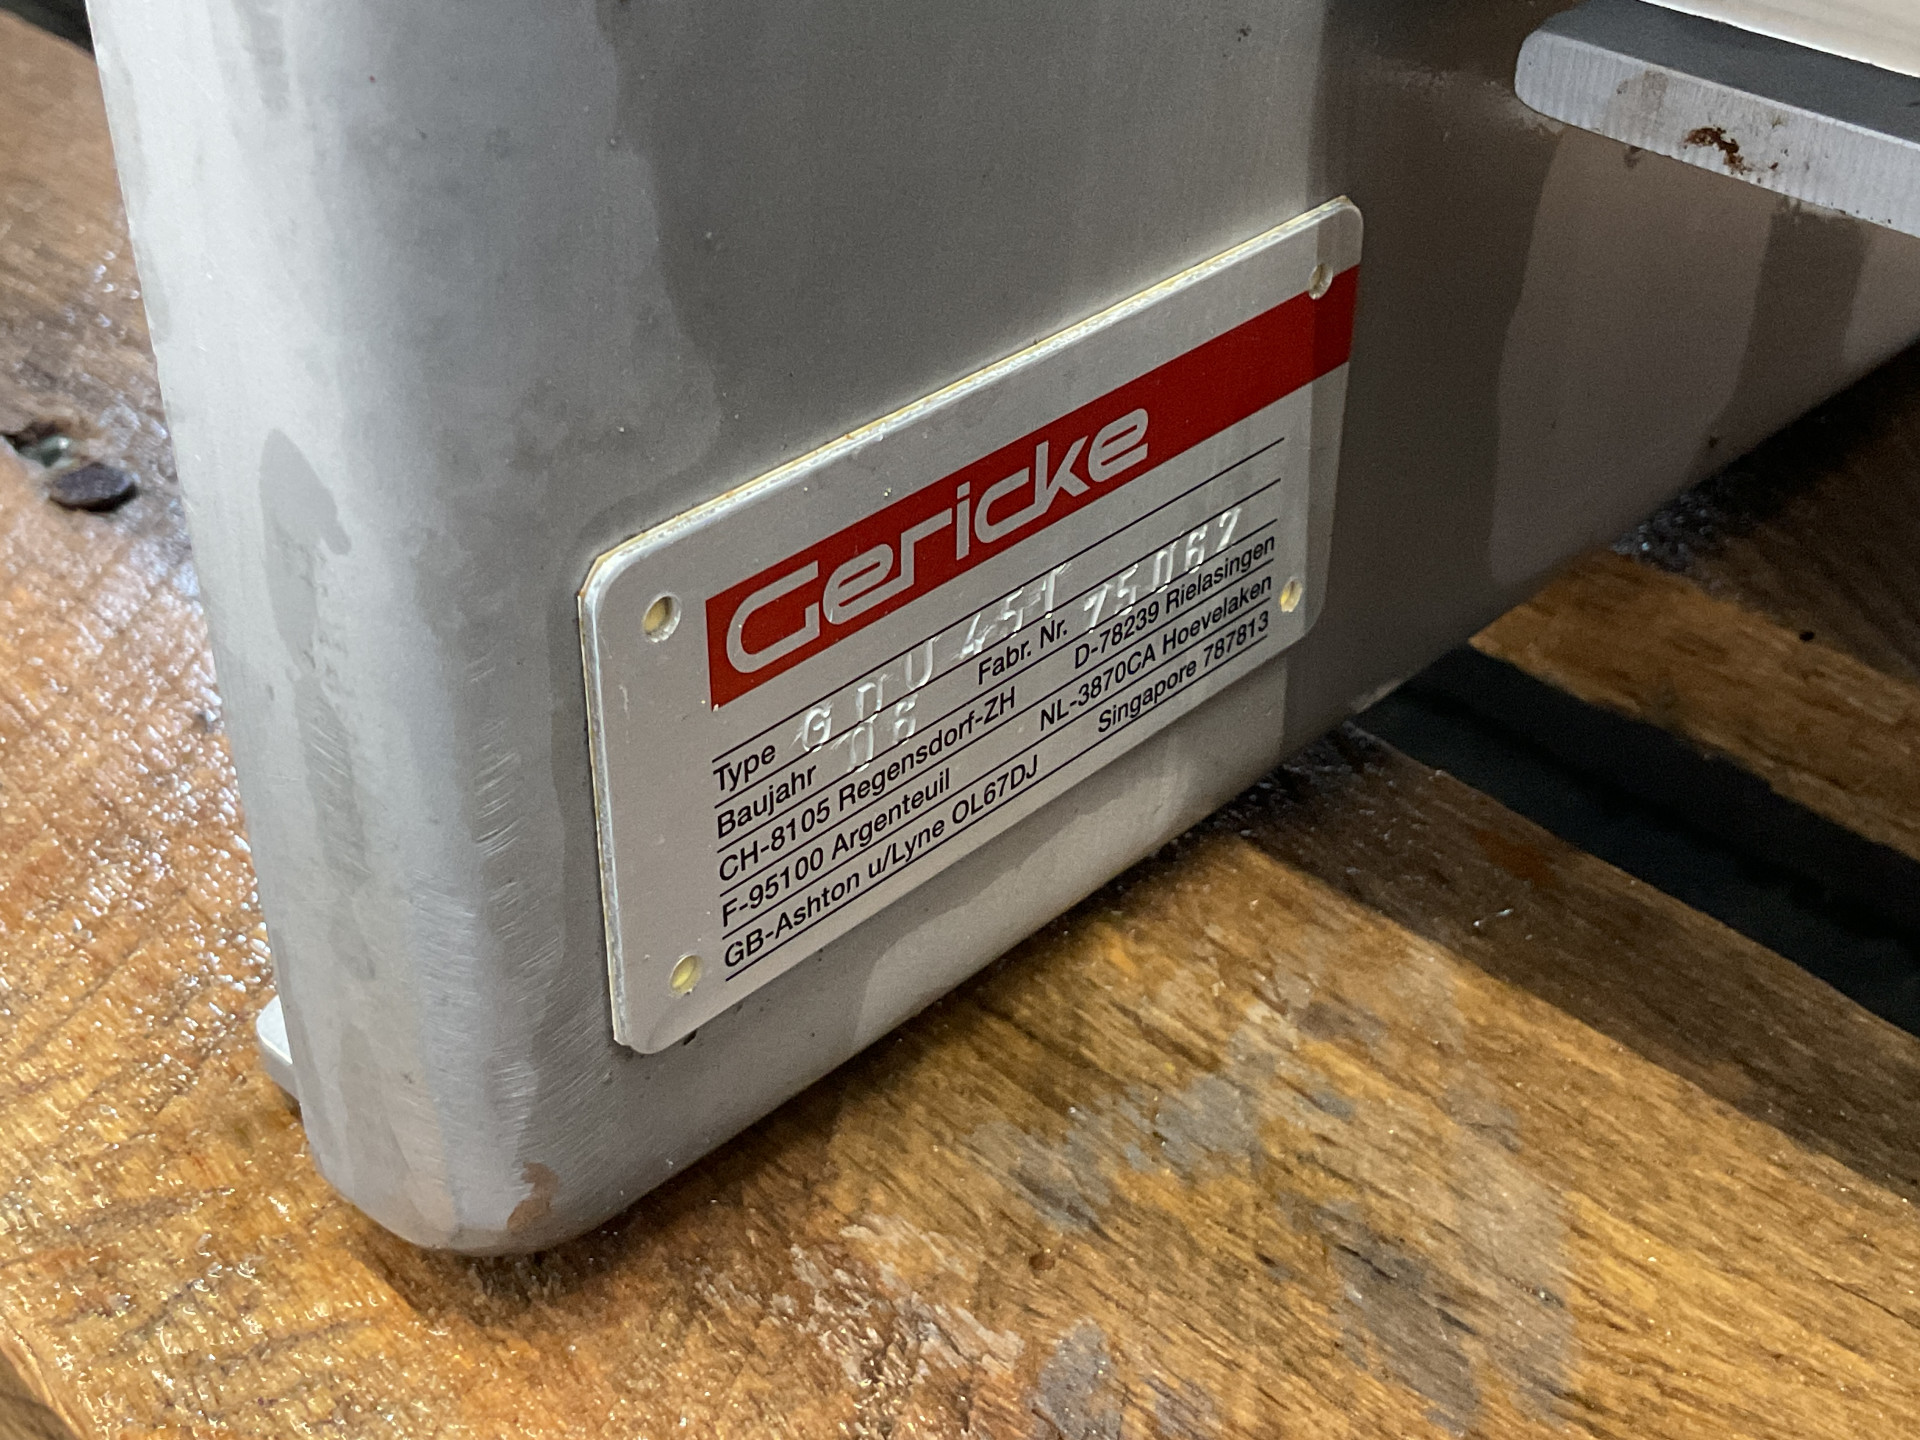 Gericke
Type GDU 451
Baujahr 06 Fabr. Nr. 75067
CH-8105 Regensdorf-ZH D-78239 Rielasingen
F-95100 Argenteuil NL-3870CA Hoevelaken
GB-Ashton u/Lyne OL67DJ Singapore 787813